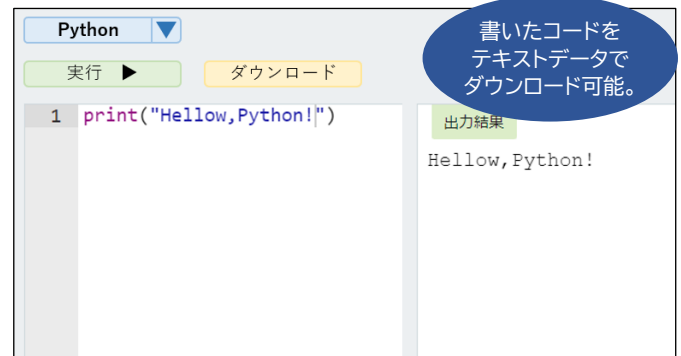 Python
実行 ▶
ダウンロード
書いたコードを
テキストデータで
ダウンロード可能。
1 print("Hellow,Python!")
出力結果
Hellow,Python!